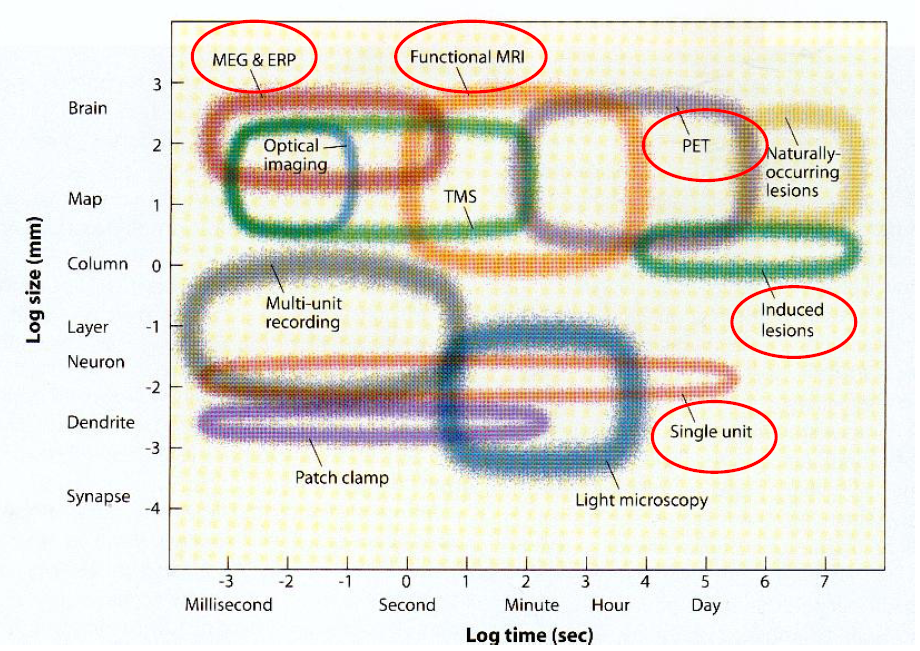 MEG & ERP
Functional MRI
3
Brain
Optical
imaging
2
PET
Naturally-
occurring
lesions
Map
1
TMS
Column
0
Multi-unit
recording
Induced
lesions
Layer
-1
Neuron
-2
Dendrite
Single unit
-3
Patch clamp
Light microscopy
Synapse
-4
Log size (mm)
-3 -2 -1 0 1 2 3 4 5 6 7
Millisecond Second Minute Hour Day
Log time (sec)